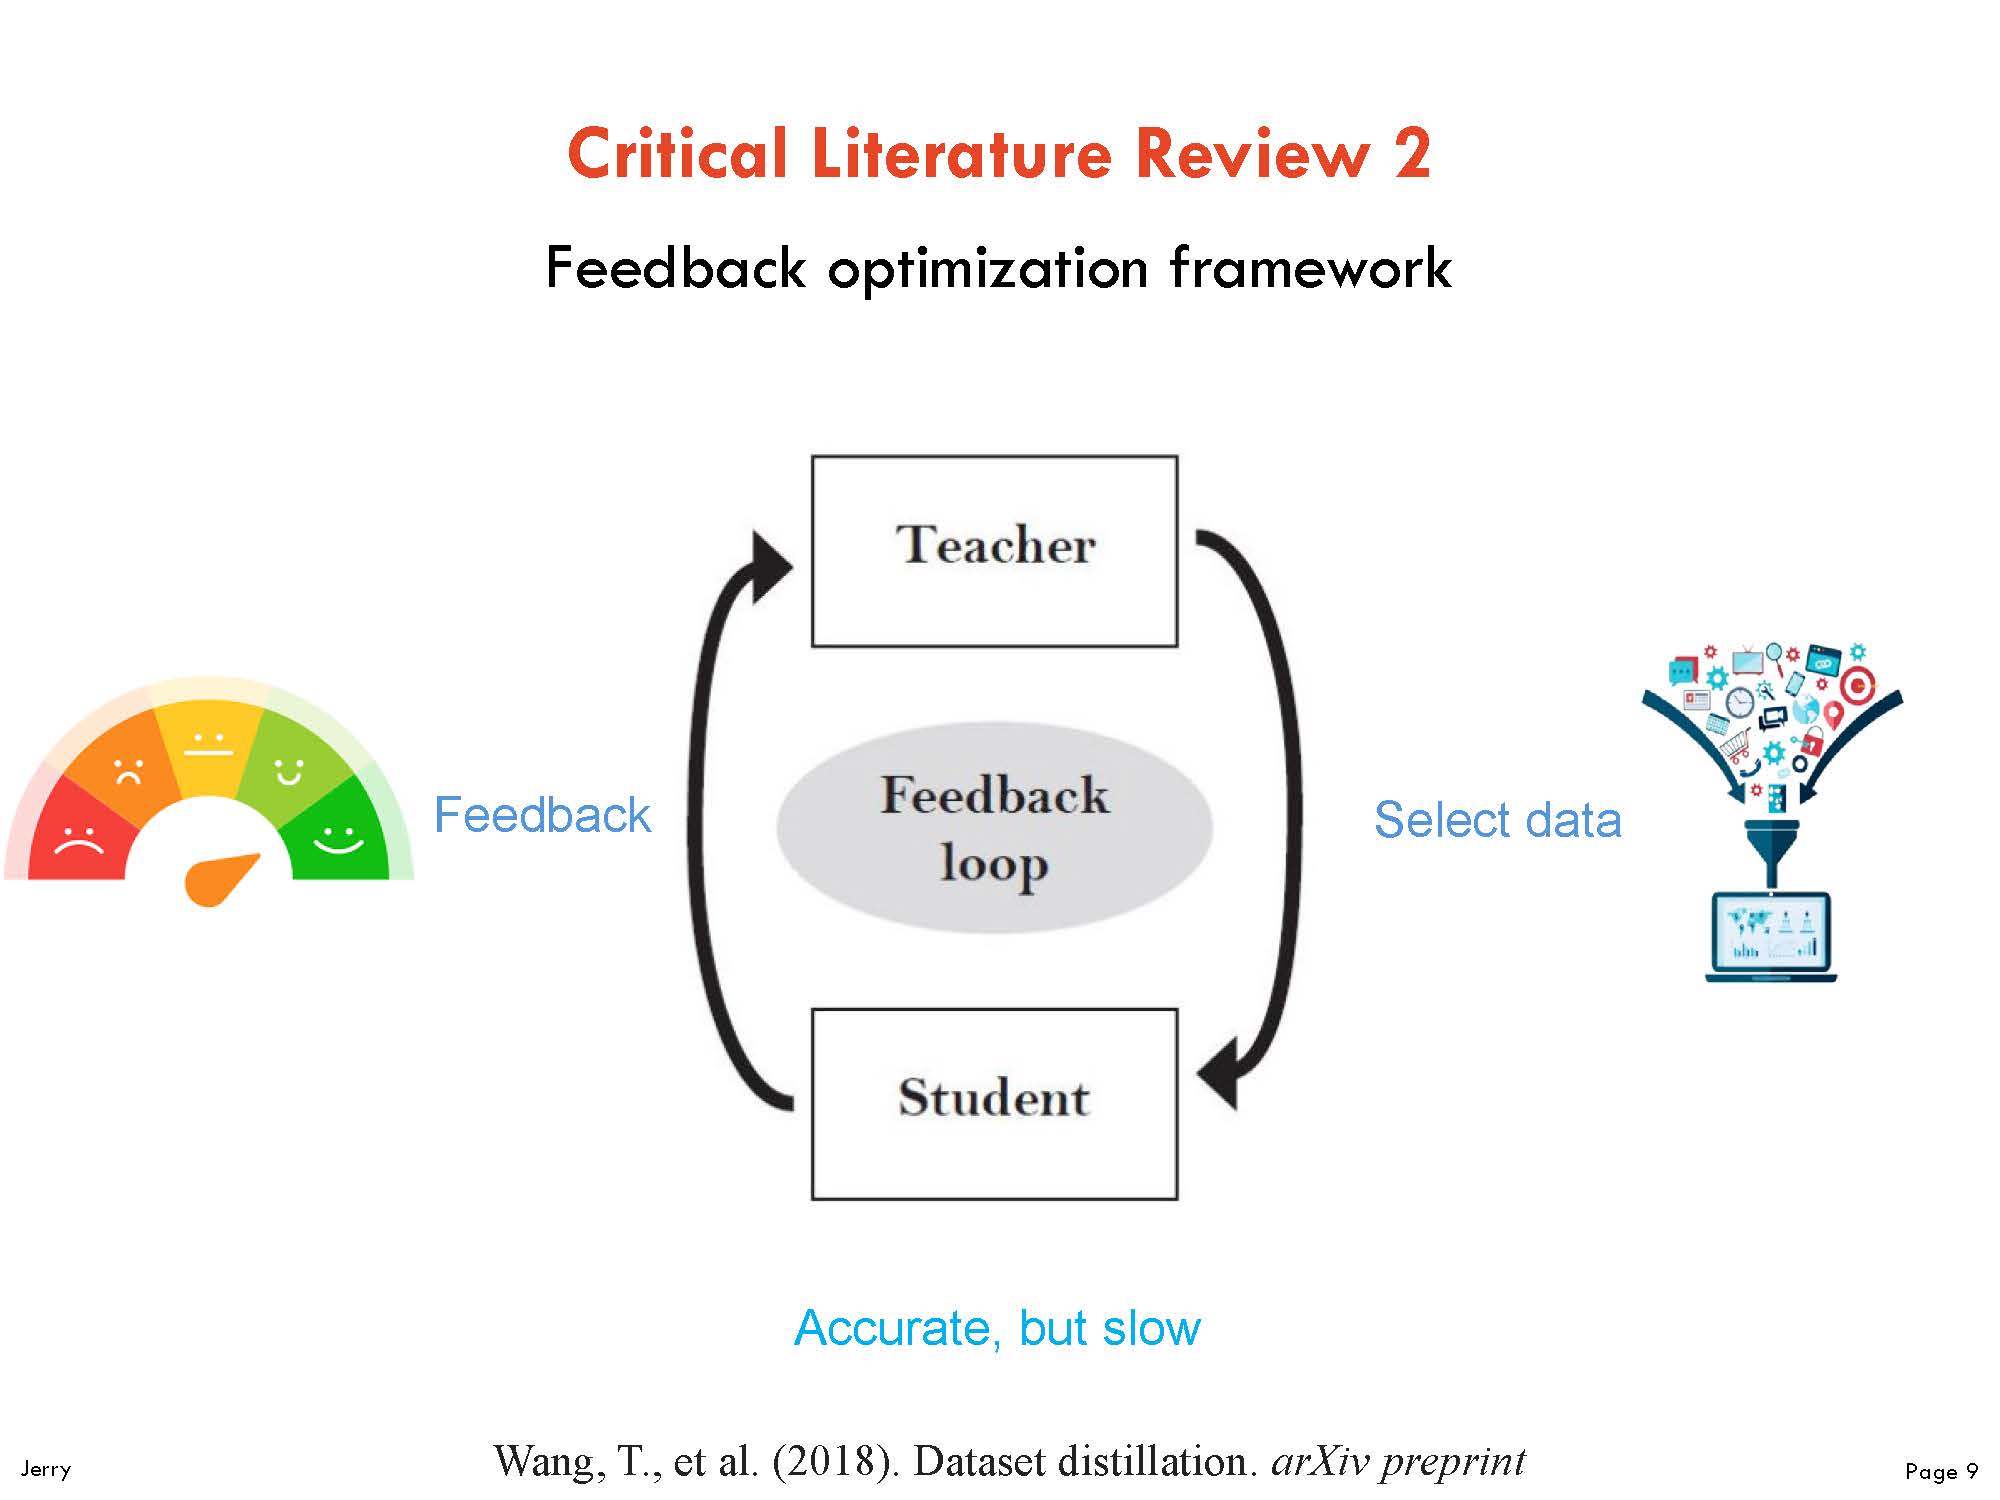 Critical Literature Review 2
Feedback optimization framework
Teacher
Feedback
Feedback
loop
Select data
Student
Accurate, but slow
Wang, T., et al. (2018). Dataset distillation. arXiv preprint
Jerry
Page 9